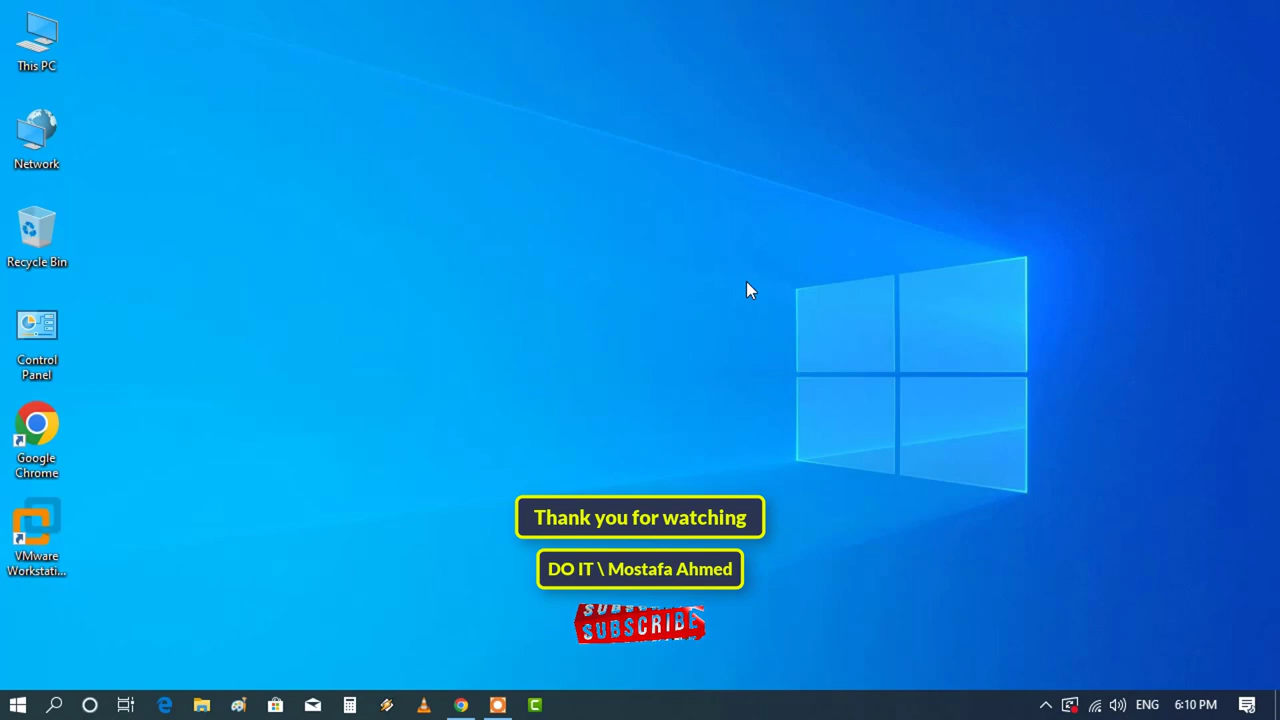 This PC
Network
Recycle Bin
Control
Panel
Google
Chrome
VMware
Workstati...
Thank you for watching
DO IT \ Mostafa Ahmed
SUBSCRIBE
ENG
6:10 PM